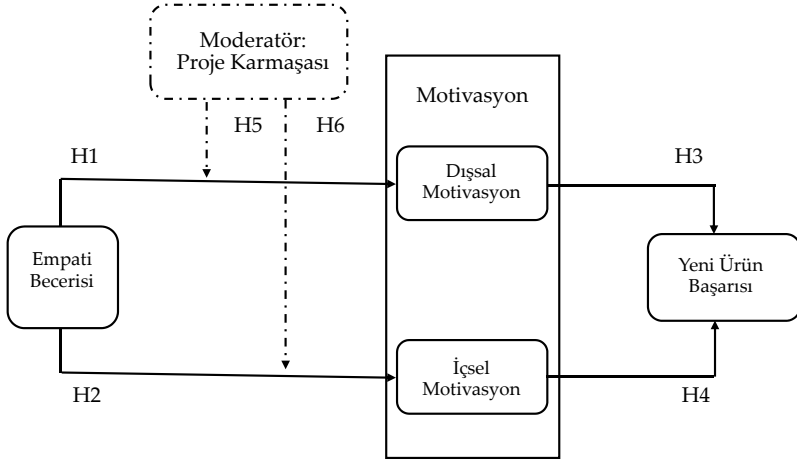 Moderatör:
Proje Karmaşası
Motivasyon
H5
H6
H1
H3
Dışsal
Motivasyon
Empati
Becerisi
Yeni Ürün
Başarısı
İçsel
Motivasyon
H2
H4